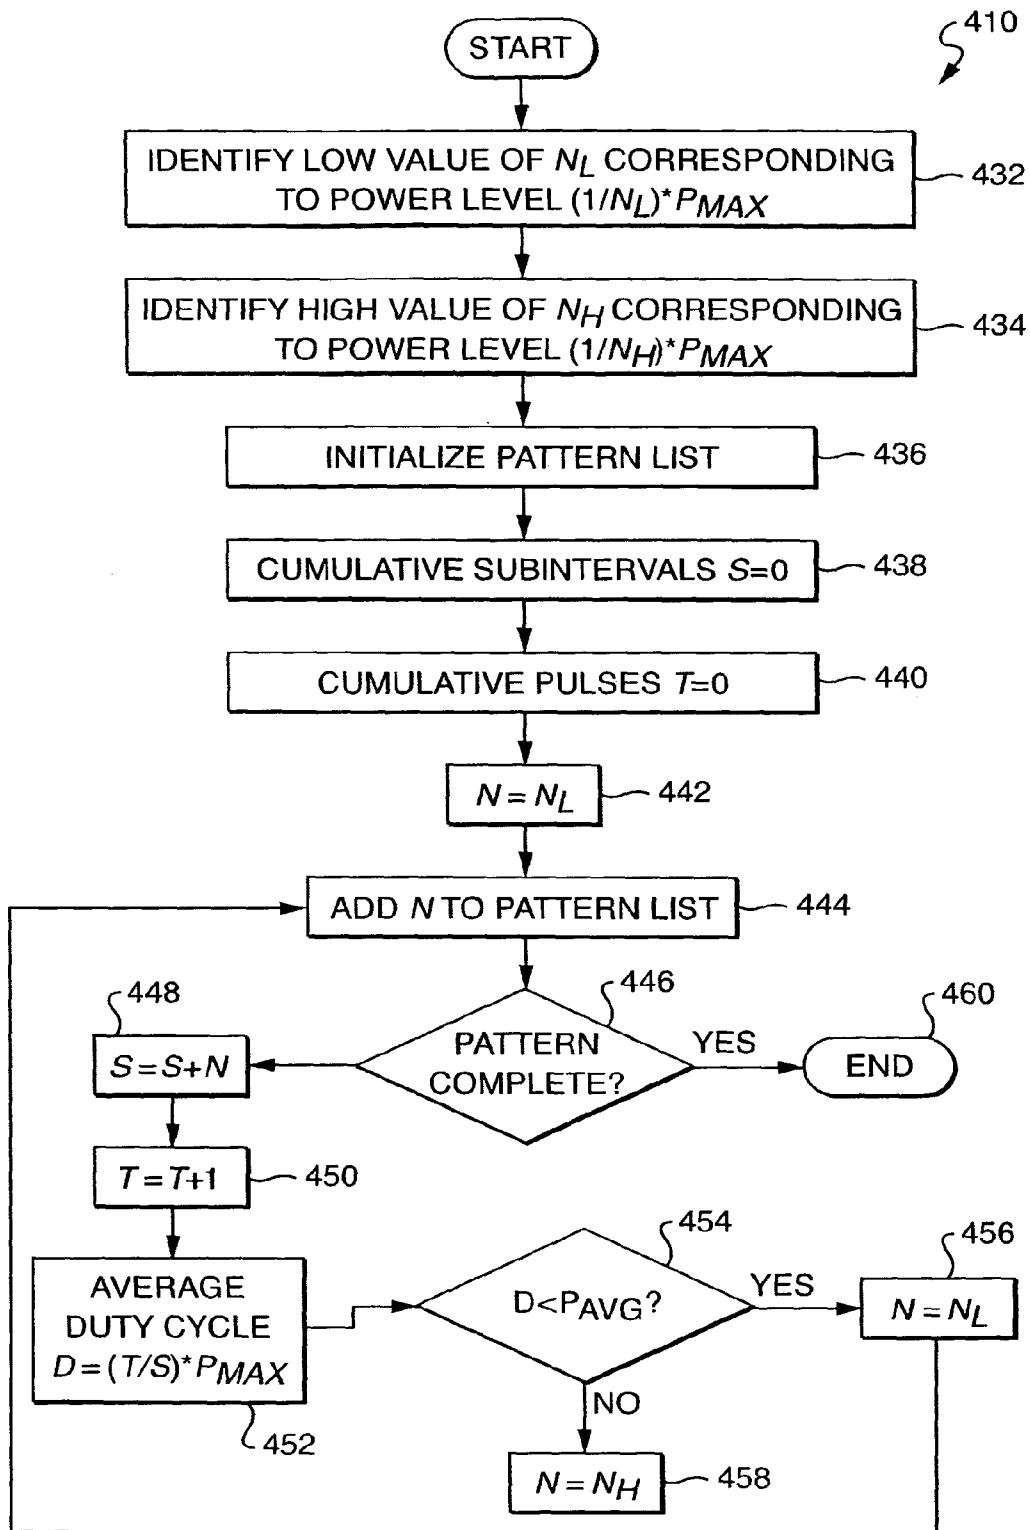 410
START
IDENTIFY LOW VALUE OF NL CORRESPONDING
TO POWER LEVEL (1/NL)*PMAX
432
IDENTIFY HIGH VALUE OF NH CORRESPONDING
TO POWER LEVEL (1/NH)*PMAX
434
INITIALIZE PATTERN LIST
436
CUMULATIVE SUBINTERVALS S=0
438
CUMULATIVE PULSES T=0
440
N=NL
442
ADD N TO PATTERN LIST
444
446
PATTERN
COMPLETE?
YES
460
END
448
S=S+N
T=T+1
450
AVERAGE
DUTY CYCLE
D=(T/S)*PMAX
452
454
D<PAVG?
YES
456
N=NL
NO
N=NH
458